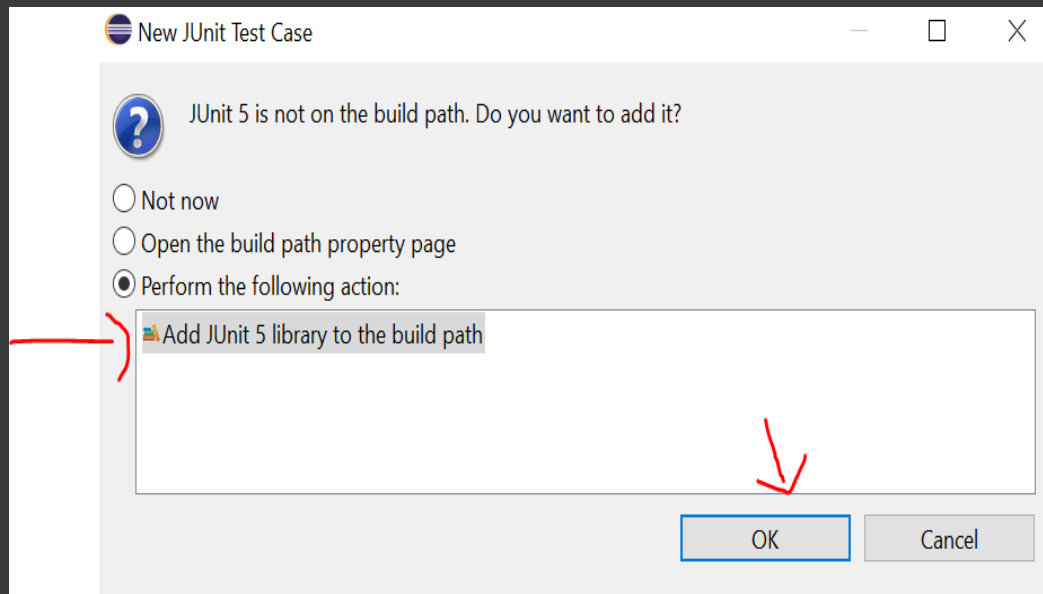 New JUnit Test Case
JUnit 5 is not on the build path. Do you want to add it?
Not now
Open the build path property page
Perform the following action:
Add JUnit 5 library to the build path
OK
Cancel